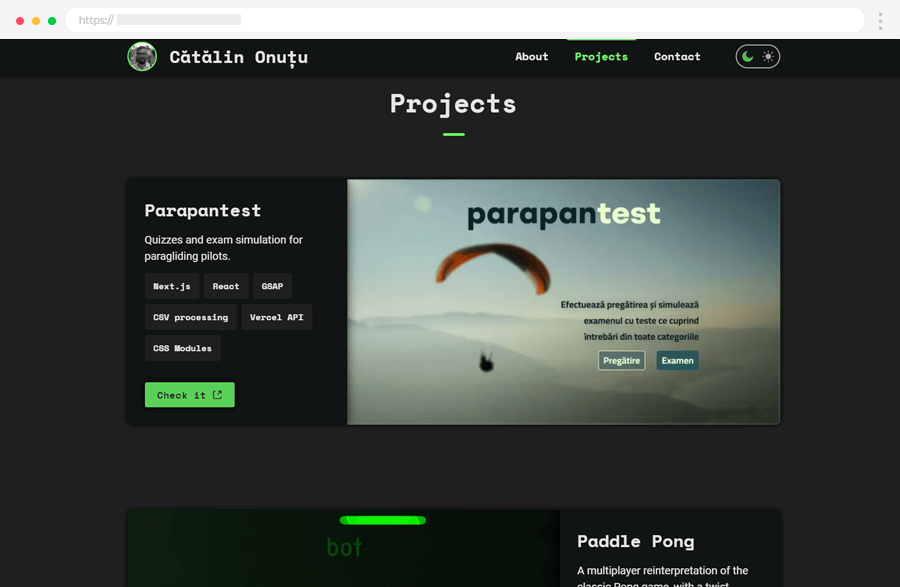 https://
Cătălin Onuțu
About Projects Contact
Projects
Parapantest
Quizzes and exam simulation for
paragliding pilots.
Next.js React GSAP
CSV processing Vercel API
CSS Modules
Check it
parapantest
Efectuează pregătirea și simulează
examenul cu teste ce cuprind
întrebări din toate categoriile
Pregătire Examen
bot
Paddle Pong
A multiplayer reinterpretation of the
classic Pong game, with a twist